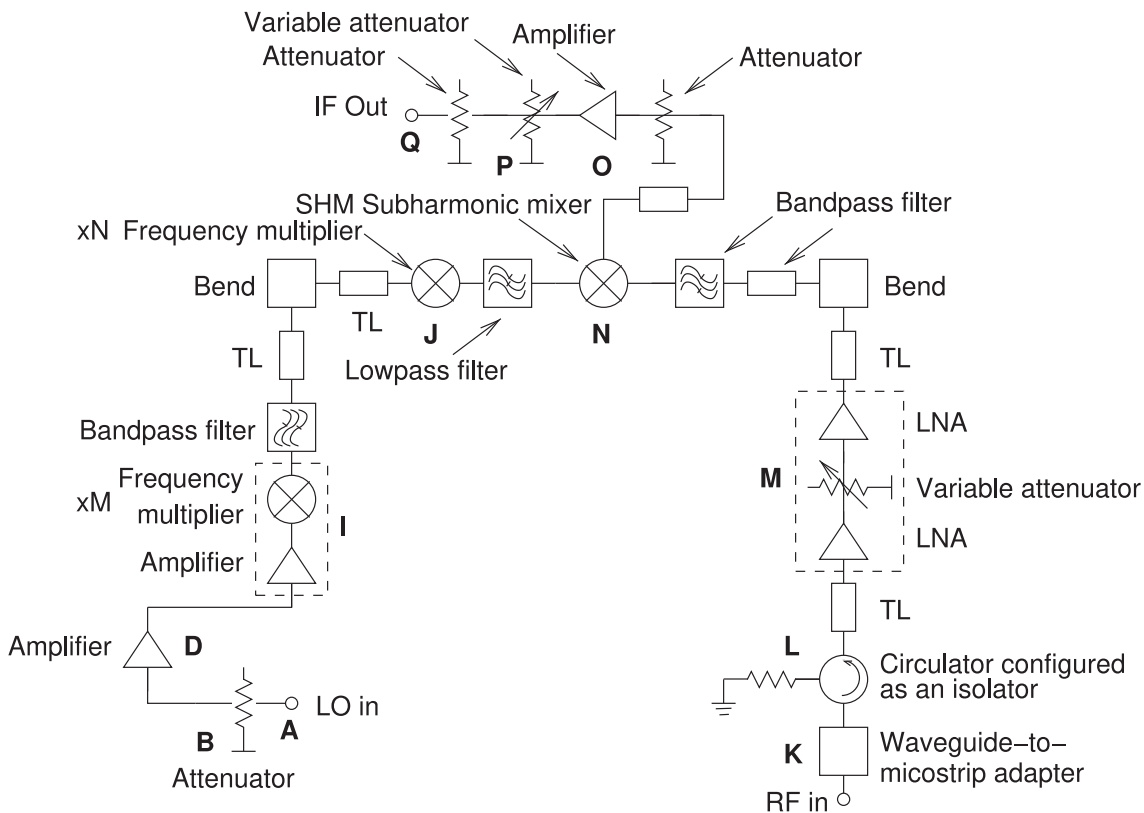 Variable attenuator
Attenuator
Amplifier
Attenuator
IF Out
Q
P
O
SHM Subharmonic mixer
Bandpass filter
xN Frequency multiplier
Bend
Bend
TL
J
N
Lowpass filter
TL
TL
Bandpass filter
LNA
Frequency
xM
multiplier
I
M
Variable attenuator
Amplifier
LNA
TL
Amplifier
D
L
Circulator configured
as an isolator
LO in
B
A
Attenuator
K
Waveguide-to-
micostrip adapter
RF in